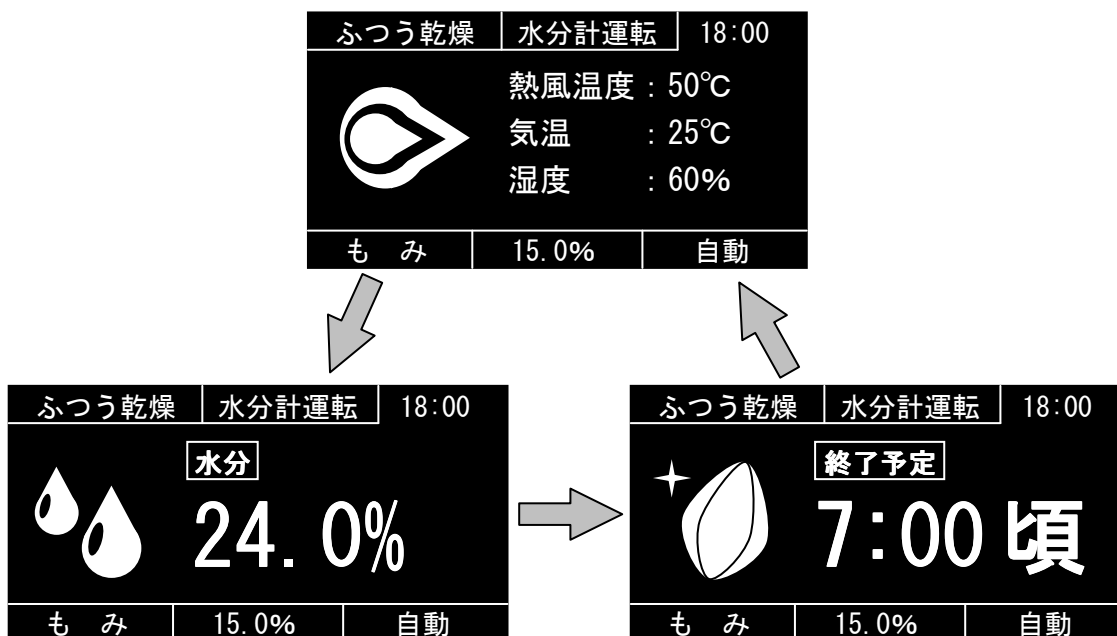 ふつう乾燥 水分計運転 18:00
熱風温度 : 50℃
気温 : 25℃
湿度 : 60%
も み 15.0% 自動
ふつう乾燥 水分計運転 18:00
水分
24.0%
も み 15.0% 自動
ふつう乾燥 水分計運転 18:00
終了予定
7:00 頃
も み 15.0% 自動